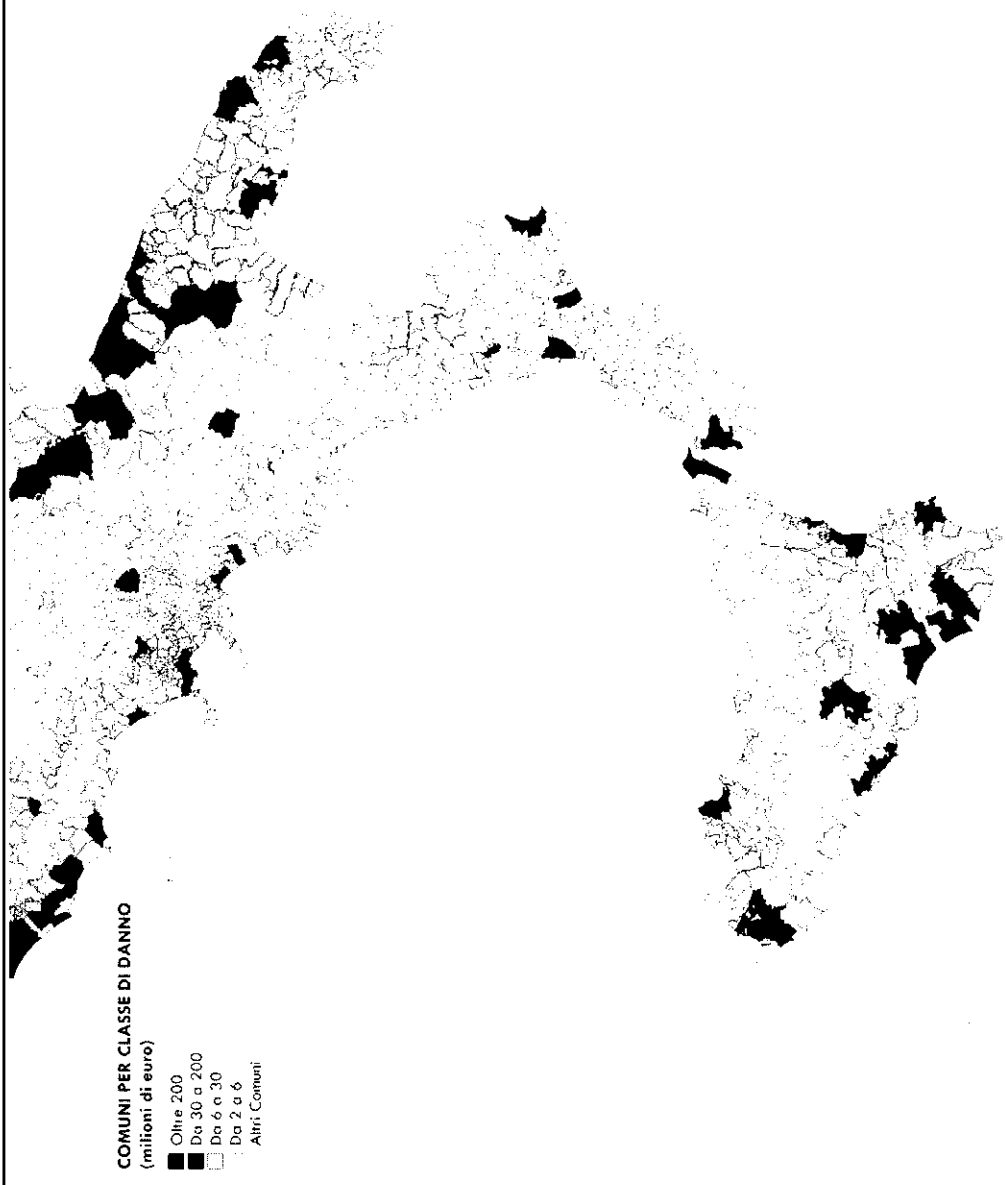 COMUNI PER CLASSE DI DANNO
(milioni di euro)
Oltre 200
Da 30 a 200
Da 6 a 30
Da 2 a 6
Altri Comuni